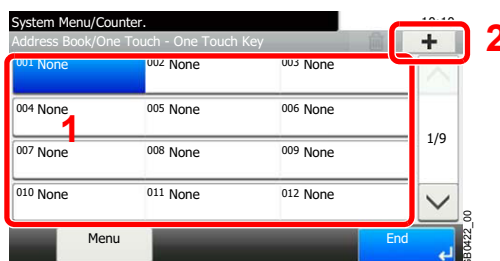 System Menu/Counter.
Address Book/One Touch - One Touch Key
+
2
001 None 002 None 003 None
004 None 005 None 006 None
1
1/9
007 None 008 None 009 None
010 None 011 None 012 None
Menu End